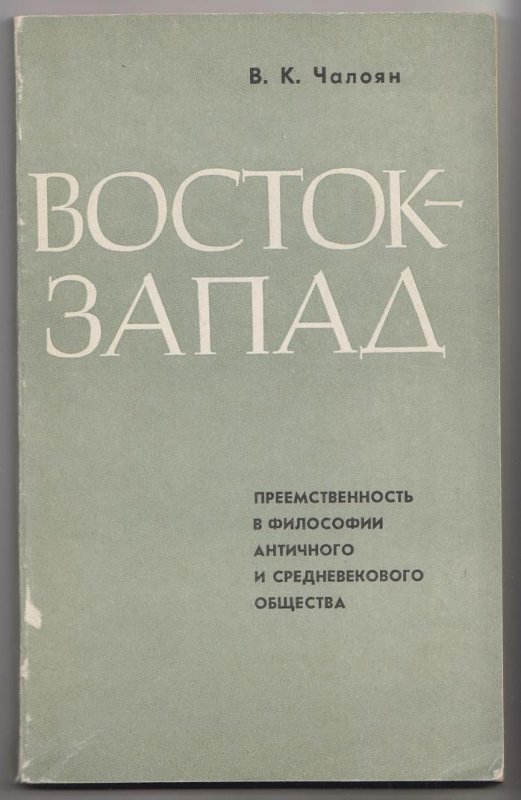 В. К. Чалоян
ВОСТОК-
ЗАПАД
ПРЕЕМСТВЕННОСТЬ
В ФИЛОСОФИИ
АНТИЧНОГО
И СРЕДНЕВЕКОВОГО
ОБЩЕСТВА